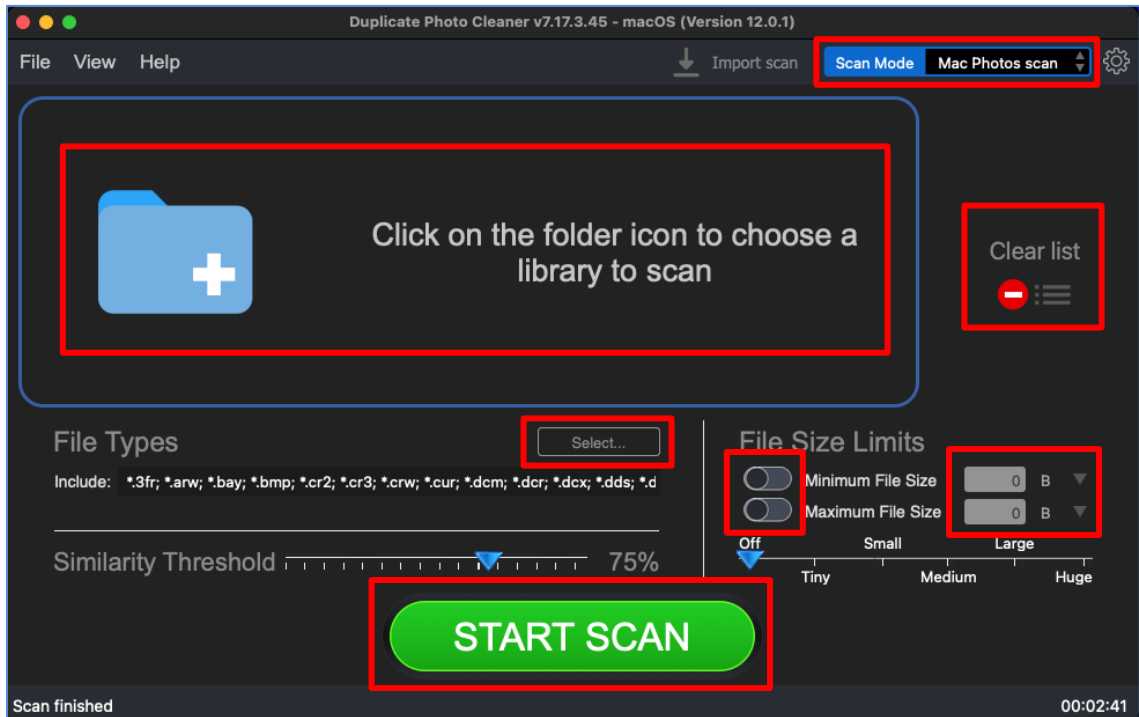 Duplicate Photo Cleaner v7.17.3.45 - macOS (Version 12.0.1)
File View Help Import scan Scan Mode Mac Photos scan
Click on the folder icon to choose a
library to scan
Clear list
File Types Select...
Include: *.3fr; *.arw; *.bay; *.bmp; *.cr2; *.cr3; *.crw; *.cur; *.dcm; *.dcr; *.dcx; *.dds; *.d
Similarity Threshold 75%
File Size Limits
Minimum File Size 0 B
Maximum File Size 0 B
Off Small Large
Tiny Medium Huge
START SCAN
Scan finished 00:02:41